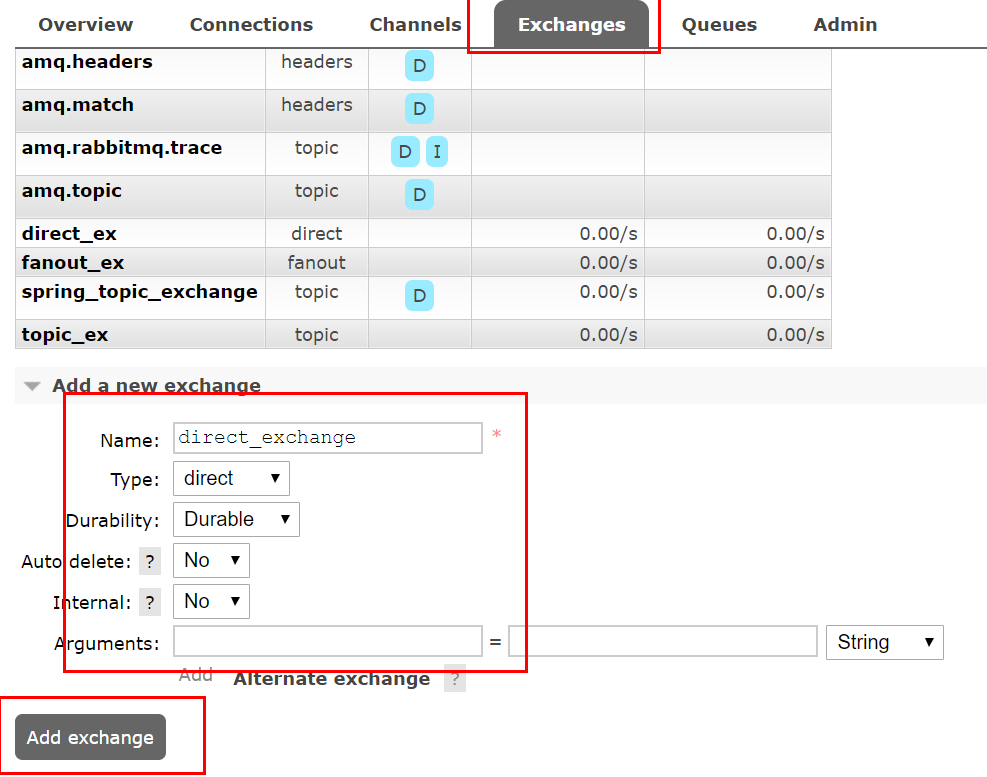 Overview Connections Channels Exchanges Queues Admin
amq.headers headers D
amq.match headers D
amq.rabbitmq.trace topic D I
amq.topic topic D
direct_ex direct 0.00/s 0.00/s
fanout_ex fanout 0.00/s 0.00/s
spring_topic_exchange topic D 0.00/s 0.00/s
topic_ex topic 0.00/s 0.00/s
Add a new exchange
Name: direct_exchange *
Type: direct
Durability: Durable
Auto delete: ? No
Internal: ? No
Arguments: = String
Add Alternate exchange ?
Add exchange